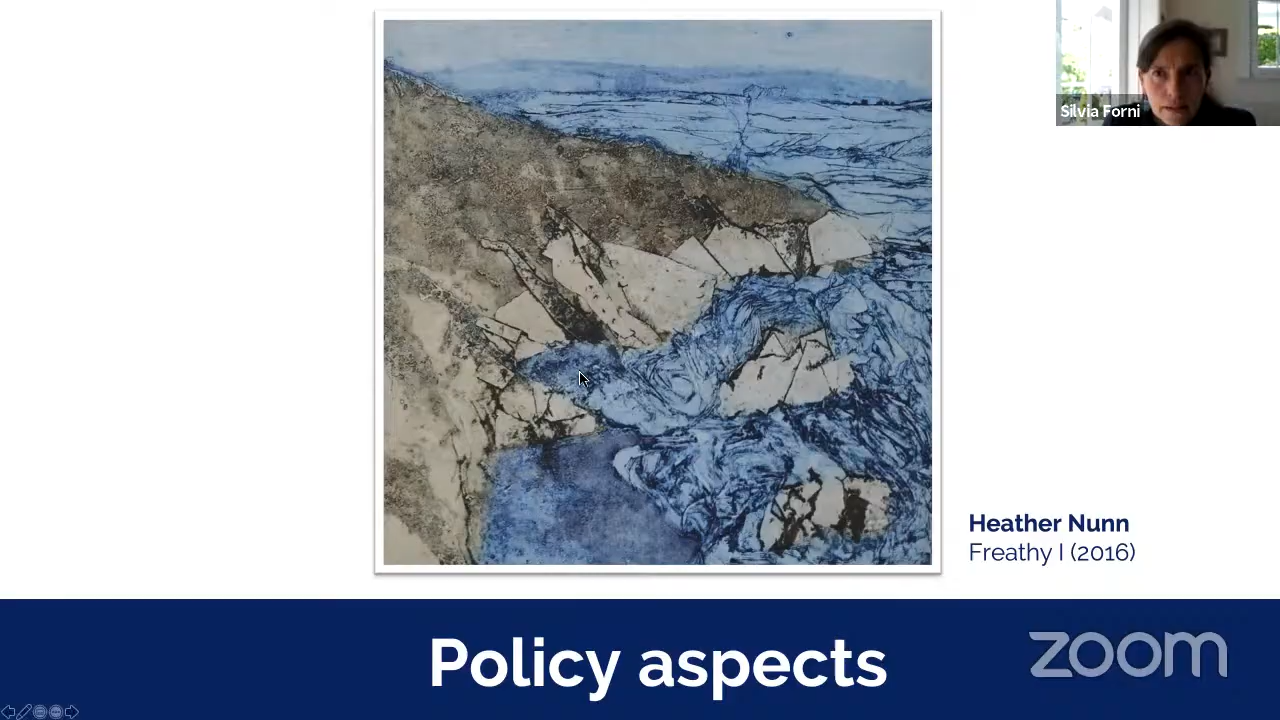 Silvia Forni
Heather Nunn
Freathy I (2016)
Policy aspects
zoom